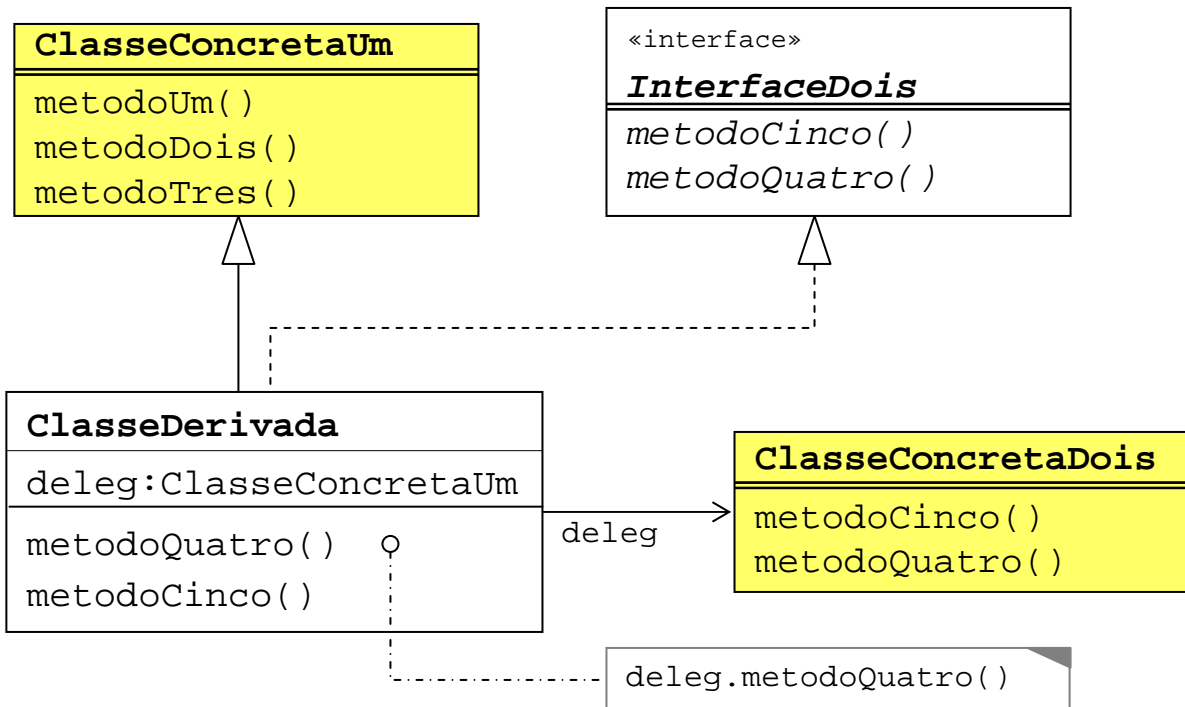 ClasseConcretaUm
metodoUm()
metodoDois()
metodoTres()
«interface»
InterfaceDois
metodoCinco()
metodoQuatro()
ClasseDerivada
deleg:ClasseConcretaUm
metodoQuatro()
metodoCinco()
deleg
ClasseConcretaDois
metodoCinco()
metodoQuatro()
deleg.metodoQuatro()